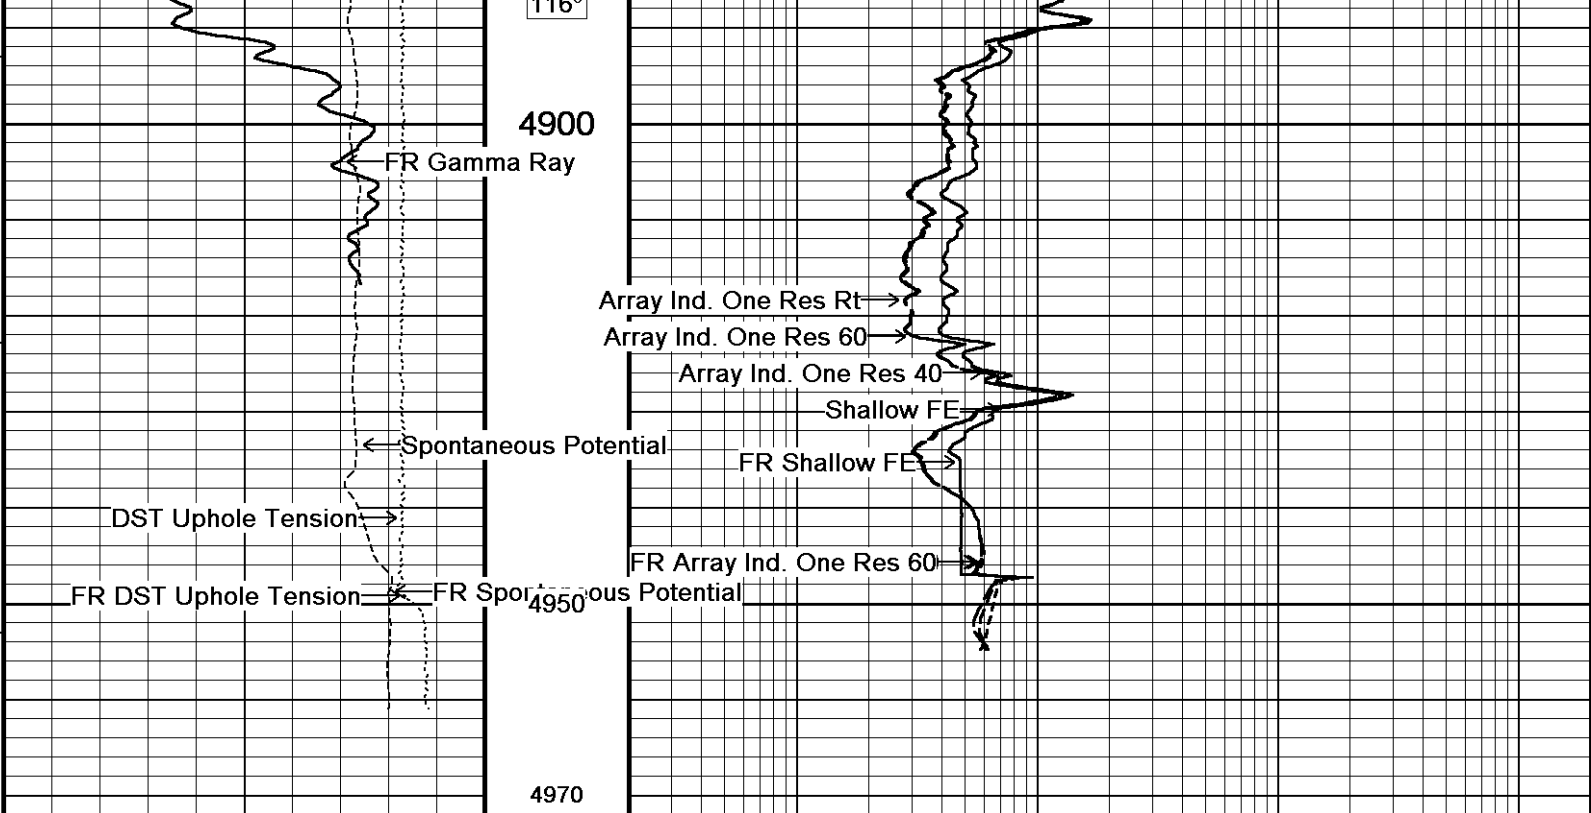 116°
4900
FR Gamma Ray
Array Ind. One Res Rt
Array Ind. One Res 60
Array Ind. One Res 40
Shallow FE
Spontaneous Potential
FR Shallow FE
DST Uphole Tension
FR Array Ind. One Res 60
FR DST Uphole Tension
FR Spontaneous Potential
4950
4970